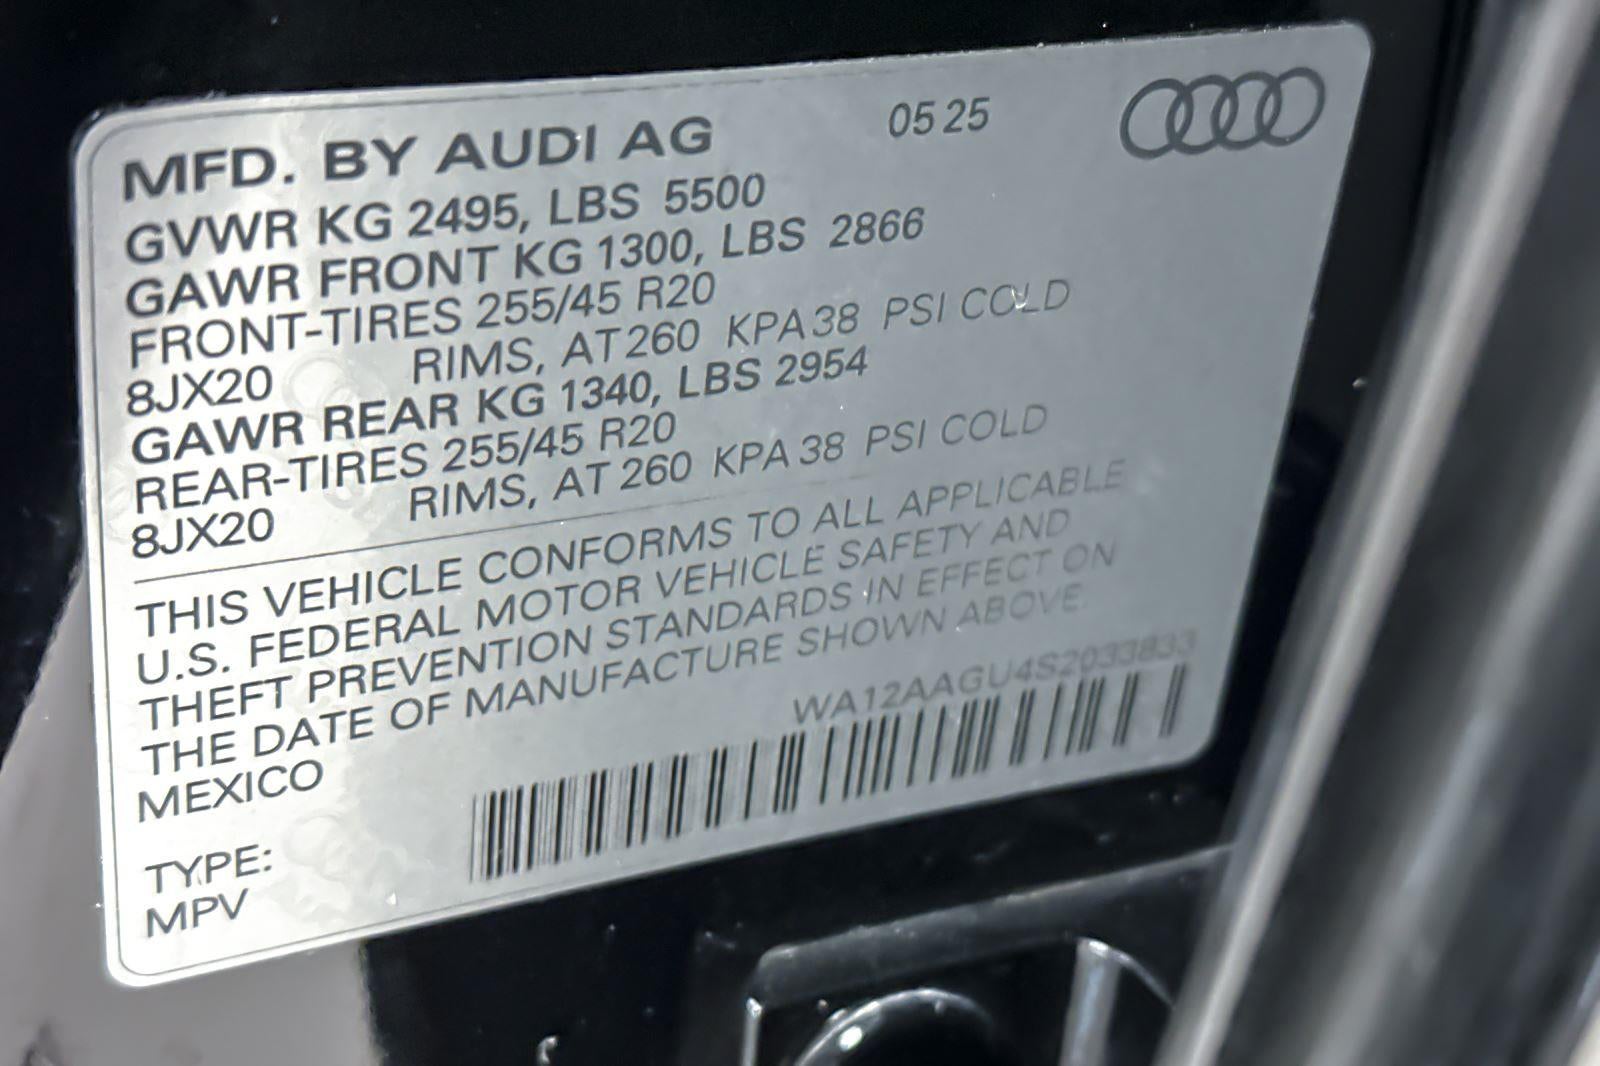 MFD. BY AUDI AG 05 25
GVWR KG 2495, LBS 5500
GAWR FRONT KG 1300, LBS 2866
FRONT-TIRES 255/45 R20
8JX20 RIMS, AT 260 KPA 38 PSI COLD
GAWR REAR KG 1340, LBS 2954
REAR-TIRES 255/45 R20
8JX20 RIMS, AT 260 KPA 38 PSI COLD
THIS VEHICLE CONFORMS TO ALL APPLICABLE
U.S. FEDERAL MOTOR VEHICLE SAFETY AND
THEFT PREVENTION STANDARDS IN EFFECT ON
THE DATE OF MANUFACTURE SHOWN ABOVE.
MEXICO
WA12AAGU4S2033833
TYPE:
MPV